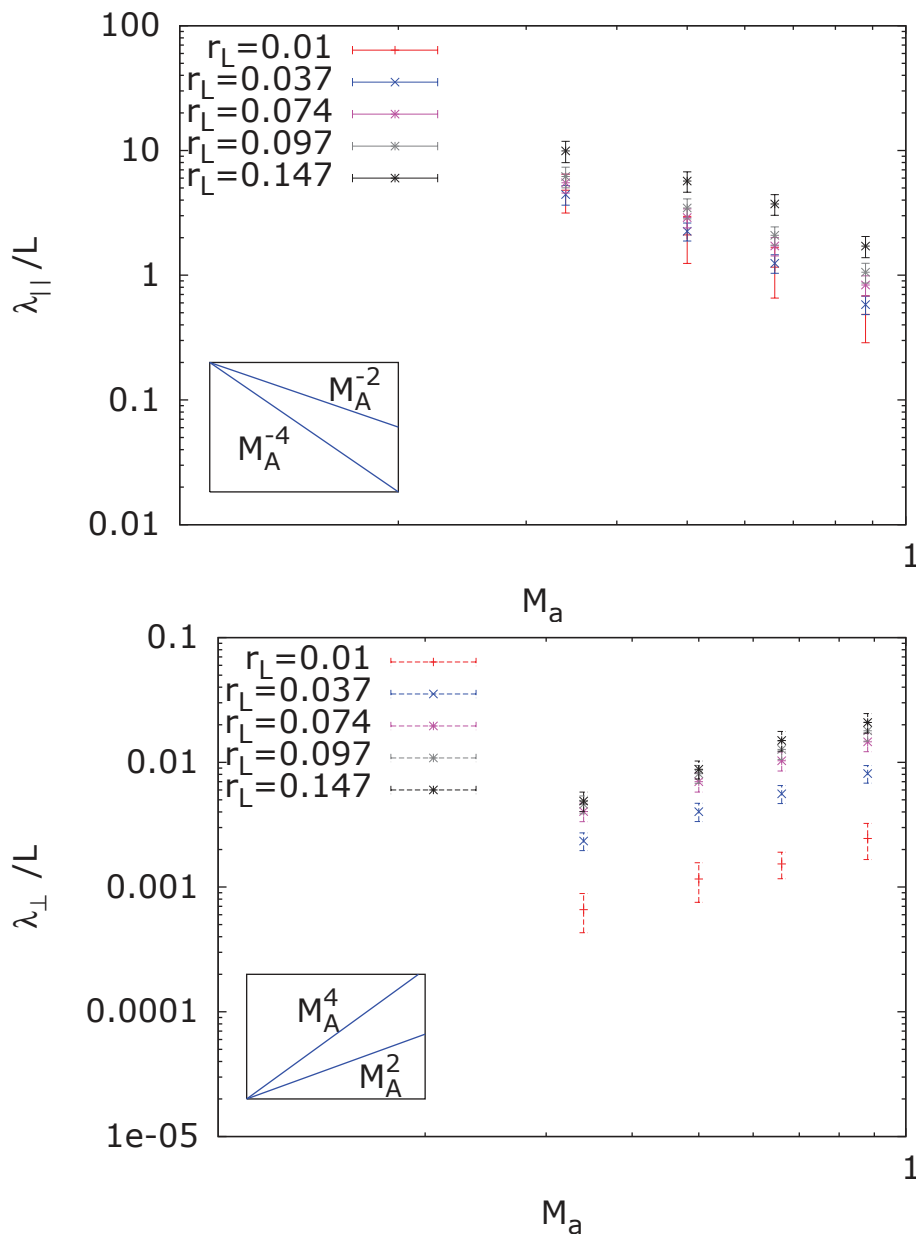 100
10
1
0.1
0.01
λ|| /L
r_L=0.01
r_L=0.037
r_L=0.074
r_L=0.097
r_L=0.147
M_A^-2
M_A^-4
1
M_a
0.1
0.01
0.001
0.0001
1e-05
λ⊥ /L
r_L=0.01
r_L=0.037
r_L=0.074
r_L=0.097
r_L=0.147
M_A^4
M_A^2
1
M_a